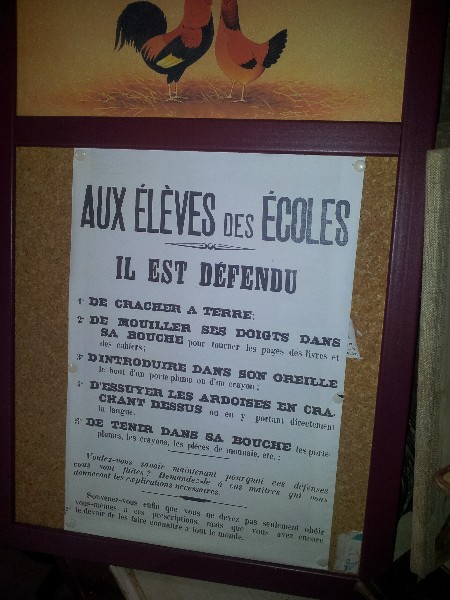 AUX ÉLÈVES DES ÉCOLES
IL EST DÉFENDU
1° DE CRACHER A TERRE;
2° DE MOUILLER SES DOIGTS DANS
SA BOUCHE pour tourner les pages des livres et
des cahiers;
3° D'INTRODUIRE DANS SON OREILLE
le bout d'un porte-plume ou d'un crayon;
4° D'ESSUYER LES ARDOISES EN CRA-
CHANT DESSUS ou en y portant directement
la langue.
5° DE TENIR DANS SA BOUCHE les porte-
plumes, les crayons, les pièces de monnaie, etc.;
Voulez-vous savoir maintenant pourquoi ces défenses
vous sont faites? Demandez-le à vos maîtres qui vous
donneront les explications nécessaires.
Souvenez-vous enfin que vous ne devez pas seulement obéir
vous-mêmes à ces prescriptions, mais que vous avez encore
le devoir de les faire connaître à tout le monde.